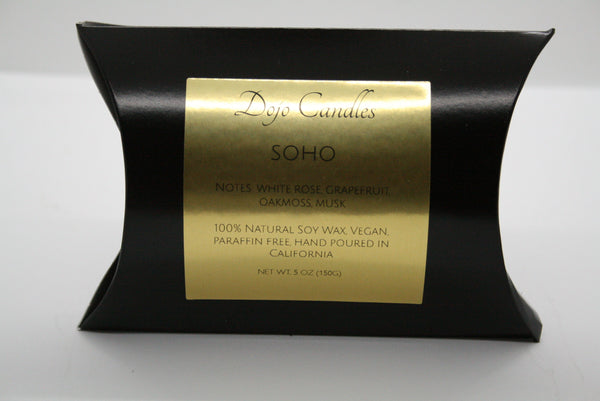 Dojo Candles
SOHO
NOTES: WHITE ROSE, GRAPEFRUIT,
OAKMOSS, MUSK
100% NATURAL SOY WAX, VEGAN,
PARAFFIN FREE, HAND POURED IN
CALIFORNIA
NET WT. 5 OZ (150G)